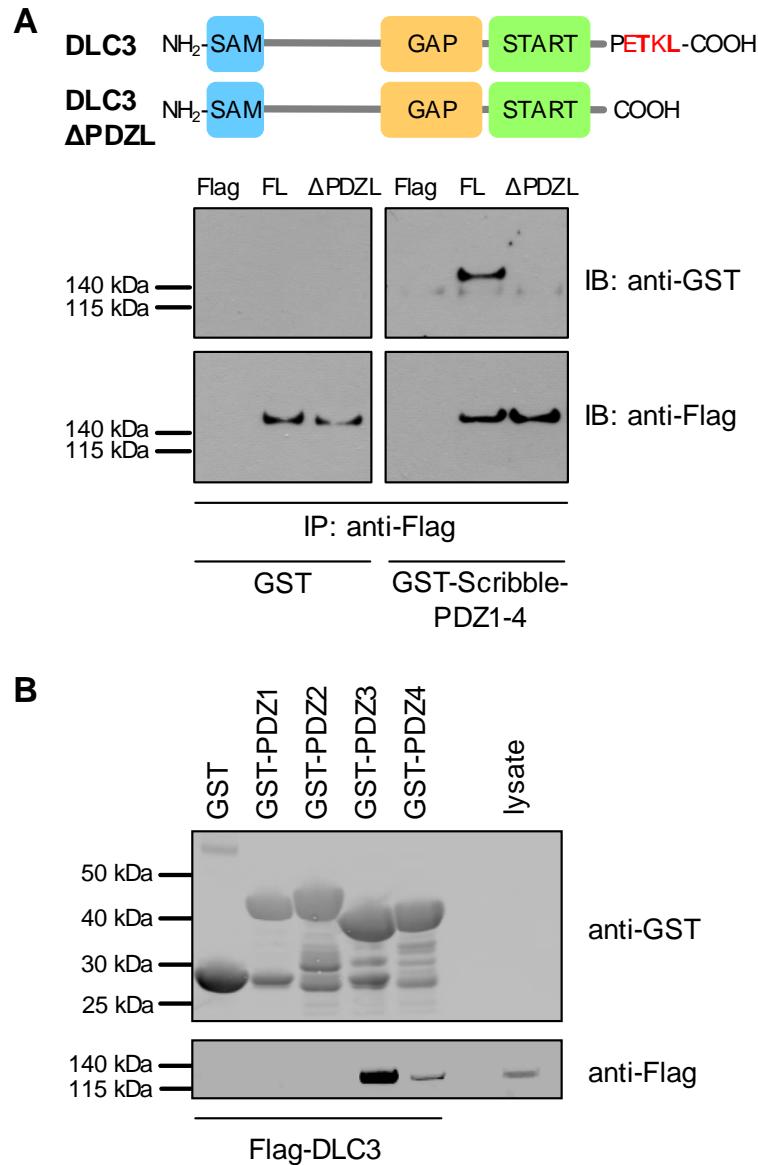 A
DLC3 NH2-SAM GAP START PETKL-COOH
DLC3 ΔPDZL NH2-SAM GAP START COOH
Flag FL ΔPDZL Flag FL ΔPDZL
140 kDa
115 kDa
IB: anti-GST
140 kDa
115 kDa
IB: anti-Flag
IP: anti-Flag
GST GST-Scribble-PDZ1-4
B
GST GST-PDZ1 GST-PDZ2 GST-PDZ3 GST-PDZ4 lysate
50 kDa
40 kDa
30 kDa
25 kDa
anti-GST
140 kDa
115 kDa
anti-Flag
Flag-DLC3